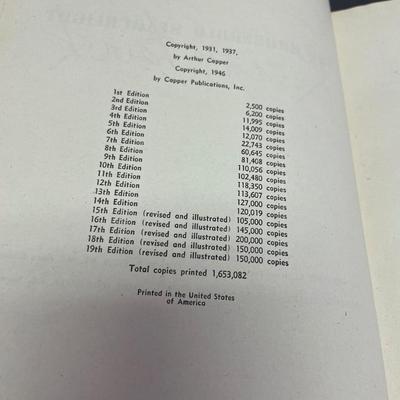 Copyright, 1931, 1937,
by Arthur Capper
Copyright, 1946
by Capper Publications, Inc.
1st Edition 2,500 copies
2nd Edition 6,200 copies
3rd Edition 11,995 copies
4th Edition 14,009 copies
5th Edition 12,070 copies
6th Edition 22,743 copies
7th Edition 60,645 copies
8th Edition 81,408 copies
9th Edition 110,056 copies
10th Edition 102,480 copies
11th Edition 118,350 copies
12th Edition 113,607 copies
13th Edition 127,000 copies
14th Edition 120,019 copies
15th Edition (revised and illustrated) 105,000 copies
16th Edition (revised and illustrated) 145,000 copies
17th Edition (revised and illustrated) 200,000 copies
18th Edition (revised and illustrated) 150,000 copies
19th Edition (revised and illustrated) 150,000 copies
Total copies printed 1,653,082
Printed in the United States
of America